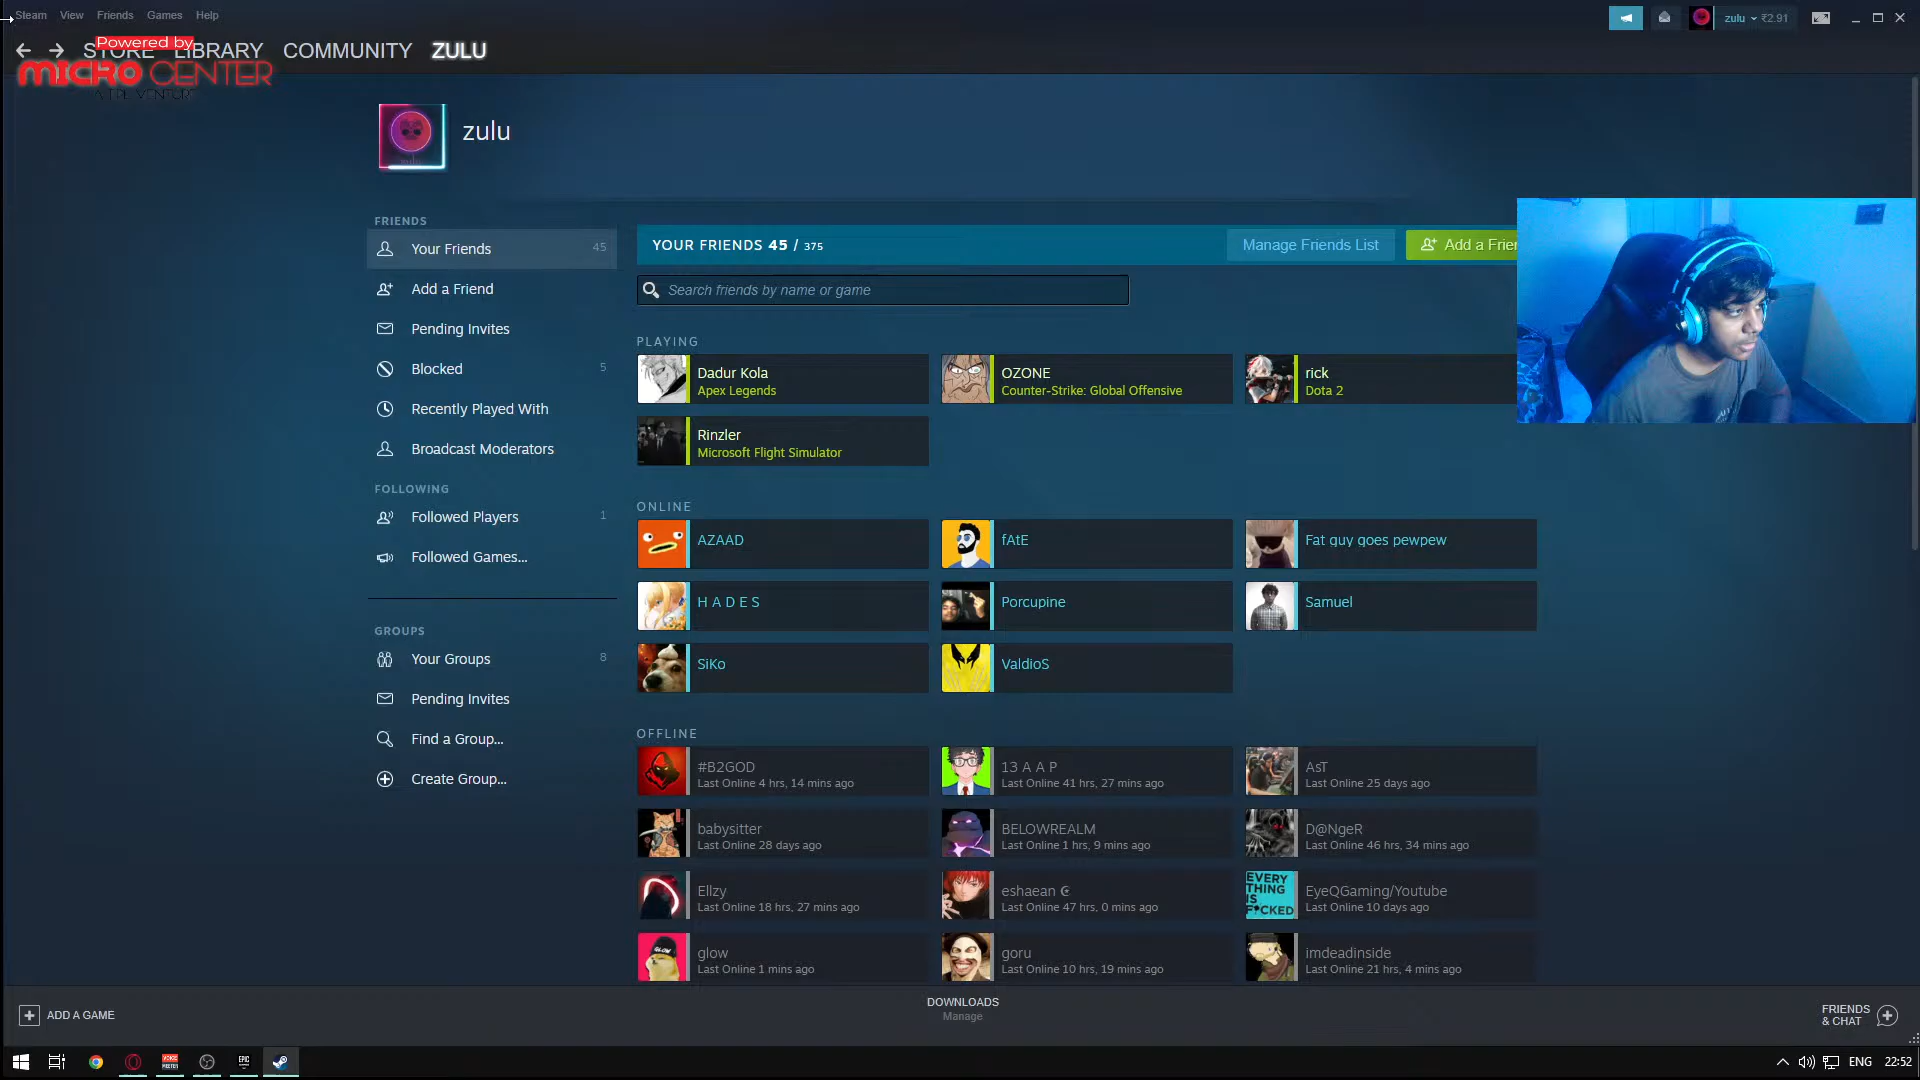 Steam View Friends Games Help
zulu ₹2.91
STORE LIBRARY COMMUNITY ZULU
Powered by
MICRO CENTER
zulu
FRIENDS
Your Friends 45
Add a Friend
Pending Invites
Blocked 5
Recently Played With
Broadcast Moderators
FOLLOWING
Followed Players 1
Followed Games...
GROUPS
Your Groups 8
Pending Invites
Find a Group...
Create Group...
YOUR FRIENDS 45 / 375
Manage Friends List
Add a Frie
Search friends by name or game
PLAYING
Dadur Kola
Apex Legends
OZONE
Counter-Strike: Global Offensive
rick
Dota 2
Rinzler
Microsoft Flight Simulator
ONLINE
AZAAD
fAtE
Fat guy goes pewpew
H A D E S
Porcupine
Samuel
SiKo
ValdioS
OFFLINE
#B2GOD
Last Online 4 hrs, 14 mins ago
13 A A P
Last Online 41 hrs, 27 mins ago
AsT
Last Online 25 days ago
babysitter
Last Online 28 days ago
BELOWREALM
Last Online 1 hrs, 9 mins ago
D@NgeR
Last Online 46 hrs, 34 mins ago
Ellzy
Last Online 18 hrs, 27 mins ago
eshaean ☪
Last Online 47 hrs, 0 mins ago
EVERY
THING
IS
F*CKED
EyeQGaming/Youtube
Last Online 10 days ago
glow
Last Online 1 mins ago
goru
Last Online 10 hrs, 19 mins ago
imdeadinside
Last Online 21 hrs, 4 mins ago
ADD A GAME
DOWNLOADS
Manage
FRIENDS
& CHAT
EPIC
ENG 22:52